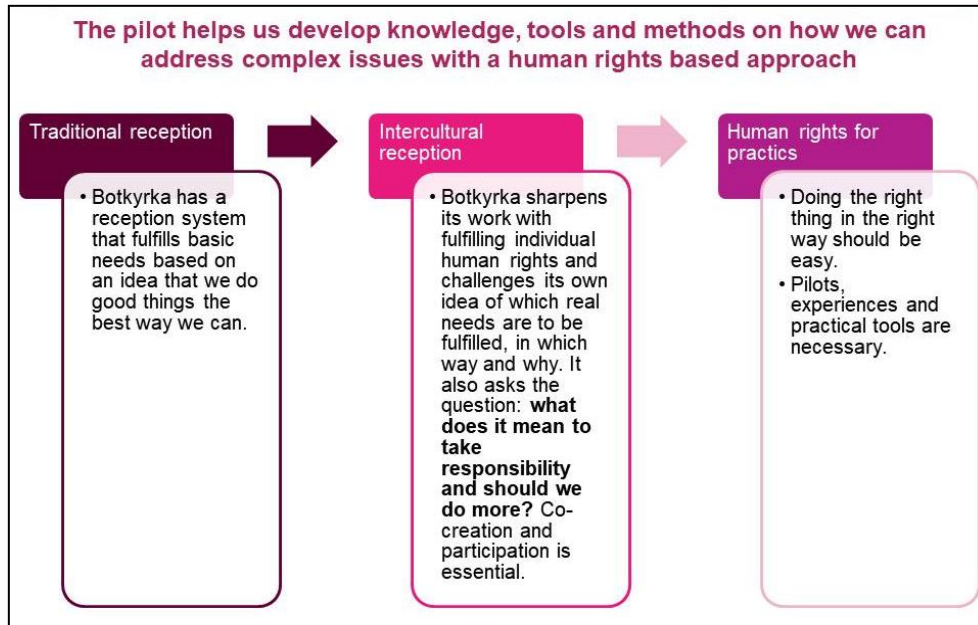 The pilot helps us develop knowledge, tools and methods on how we can
address complex issues with a human rights based approach
Traditional reception
• Botkyrka has a
reception system
that fulfills basic
needs based on
an idea that we do
good things the
best way we can.
Intercultural
reception
• Botkyrka sharpens
its work with
fulfilling individual
human rights and
challenges its own
idea of which real
needs are to be
fulfilled, in which
way and why. It
also asks the
question: what
does it mean to
take
responsibility
and should we
do more? Co-
creation and
participation is
essential.
Human rights for
practics
• Doing the right
thing in the right
way should be
easy.
• Pilots,
experiences and
practical tools are
necessary.